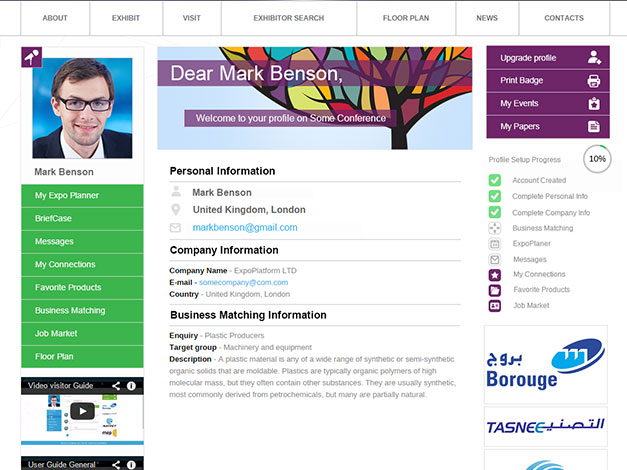 ABOUT
EXHIBIT
VISIT
EXHIBITOR SEARCH
FLOOR PLAN
NEWS
CONTACTS
Mark Benson
My Expo Planner
BriefCase
Messages
My Connections
Favorite Products
Business Matching
Job Market
Floor Plan
Video visitor Guide
User Guide General
Dear Mark Benson,
Welcome to your profile on Some Conference
Personal Information
Mark Benson
United Kingdom, London
markbenson@gmail.com
Company Information
Company Name - ExpoPlatform LTD
E-mail - somecompany@com.com
Country - United Kingdom, London
Business Matching Information
Enquiry - Plastic Producers
Target group - Machinery and equipment
Description - A plastic material is any of a wide range of synthetic or semi-synthetic
organic solids that are moldable. Plastics are typically organic polymers of high
molecular mass, but they often contain other substances. They are usually synthetic,
most commonly derived from petrochemicals, but many are partially natural.
Upgrade profile
Print Badge
My Events
My Papers
Profile Setup Progress
10%
Account Created
Complete Personal Info
Complete Company Info
Business Matching
ExpoPlaner
Messages
My Connections
Favorite Products
Job Market
بروج
Borouge
TASNEE التصنيع